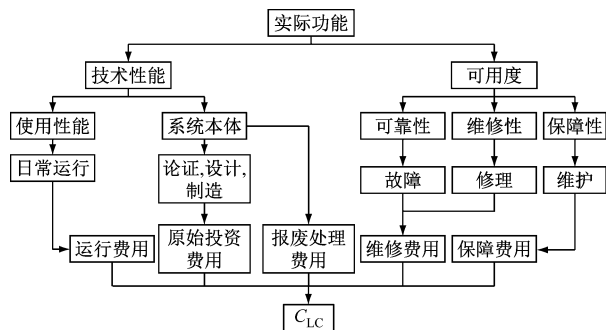 实际功能
技术性能
可用度
使用性能
系统本体
可靠性
维修性
保障性
日常运行
论证,设计,
制造
故障
修理
维护
运行费用
原始投资
费用
报废处理
费用
维修费用
保障费用
C_LC